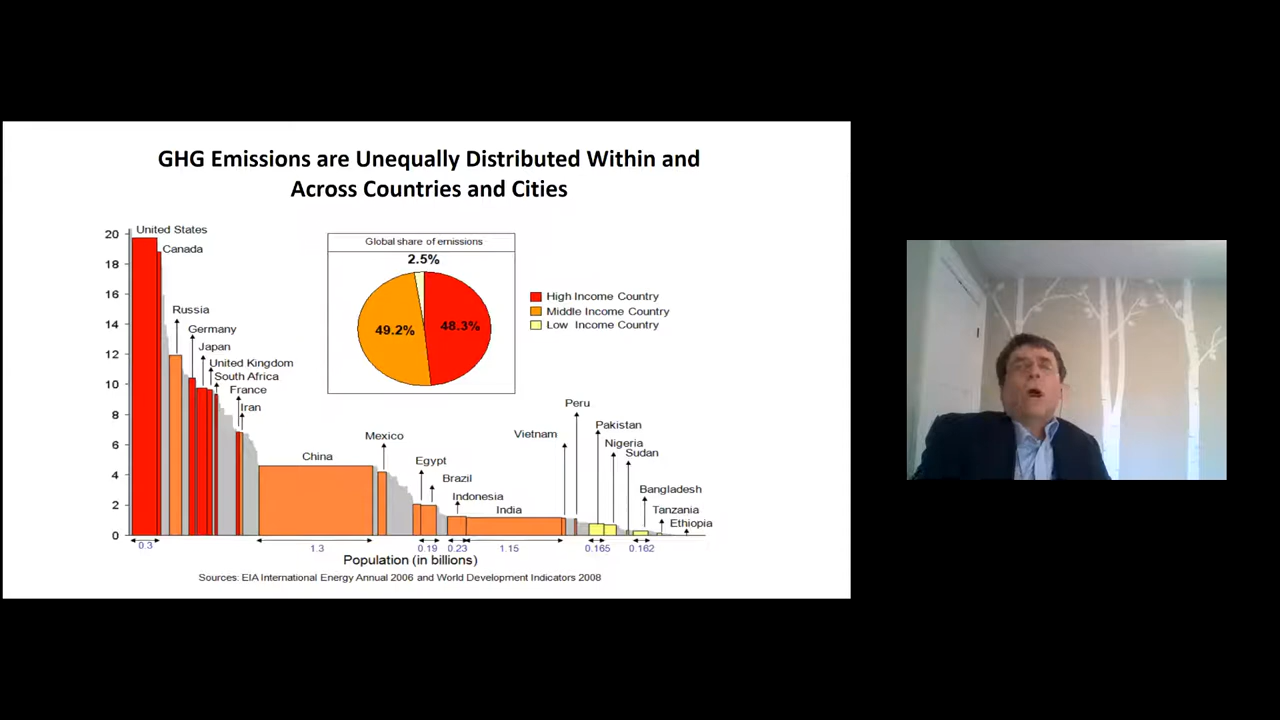 GHG Emissions are Unequally Distributed Within and
Across Countries and Cities
20
18
16
14
12
10
8
6
4
2
0
United States
Canada
Russia
Germany
Japan
United Kingdom
South Africa
France
Iran
China
Mexico
Egypt
Brazil
Indonesia
India
Vietnam
Peru
Pakistan
Nigeria
Sudan
Bangladesh
Tanzania
Ethiopia
Global share of emissions
2.5%
49.2%
48.3%
High Income Country
Middle Income Country
Low Income Country
0.3
1.3
0.19
0.23
1.15
0.165
0.162
Population (in billions)
Sources: EIA International Energy Annual 2006 and World Development Indicators 2008